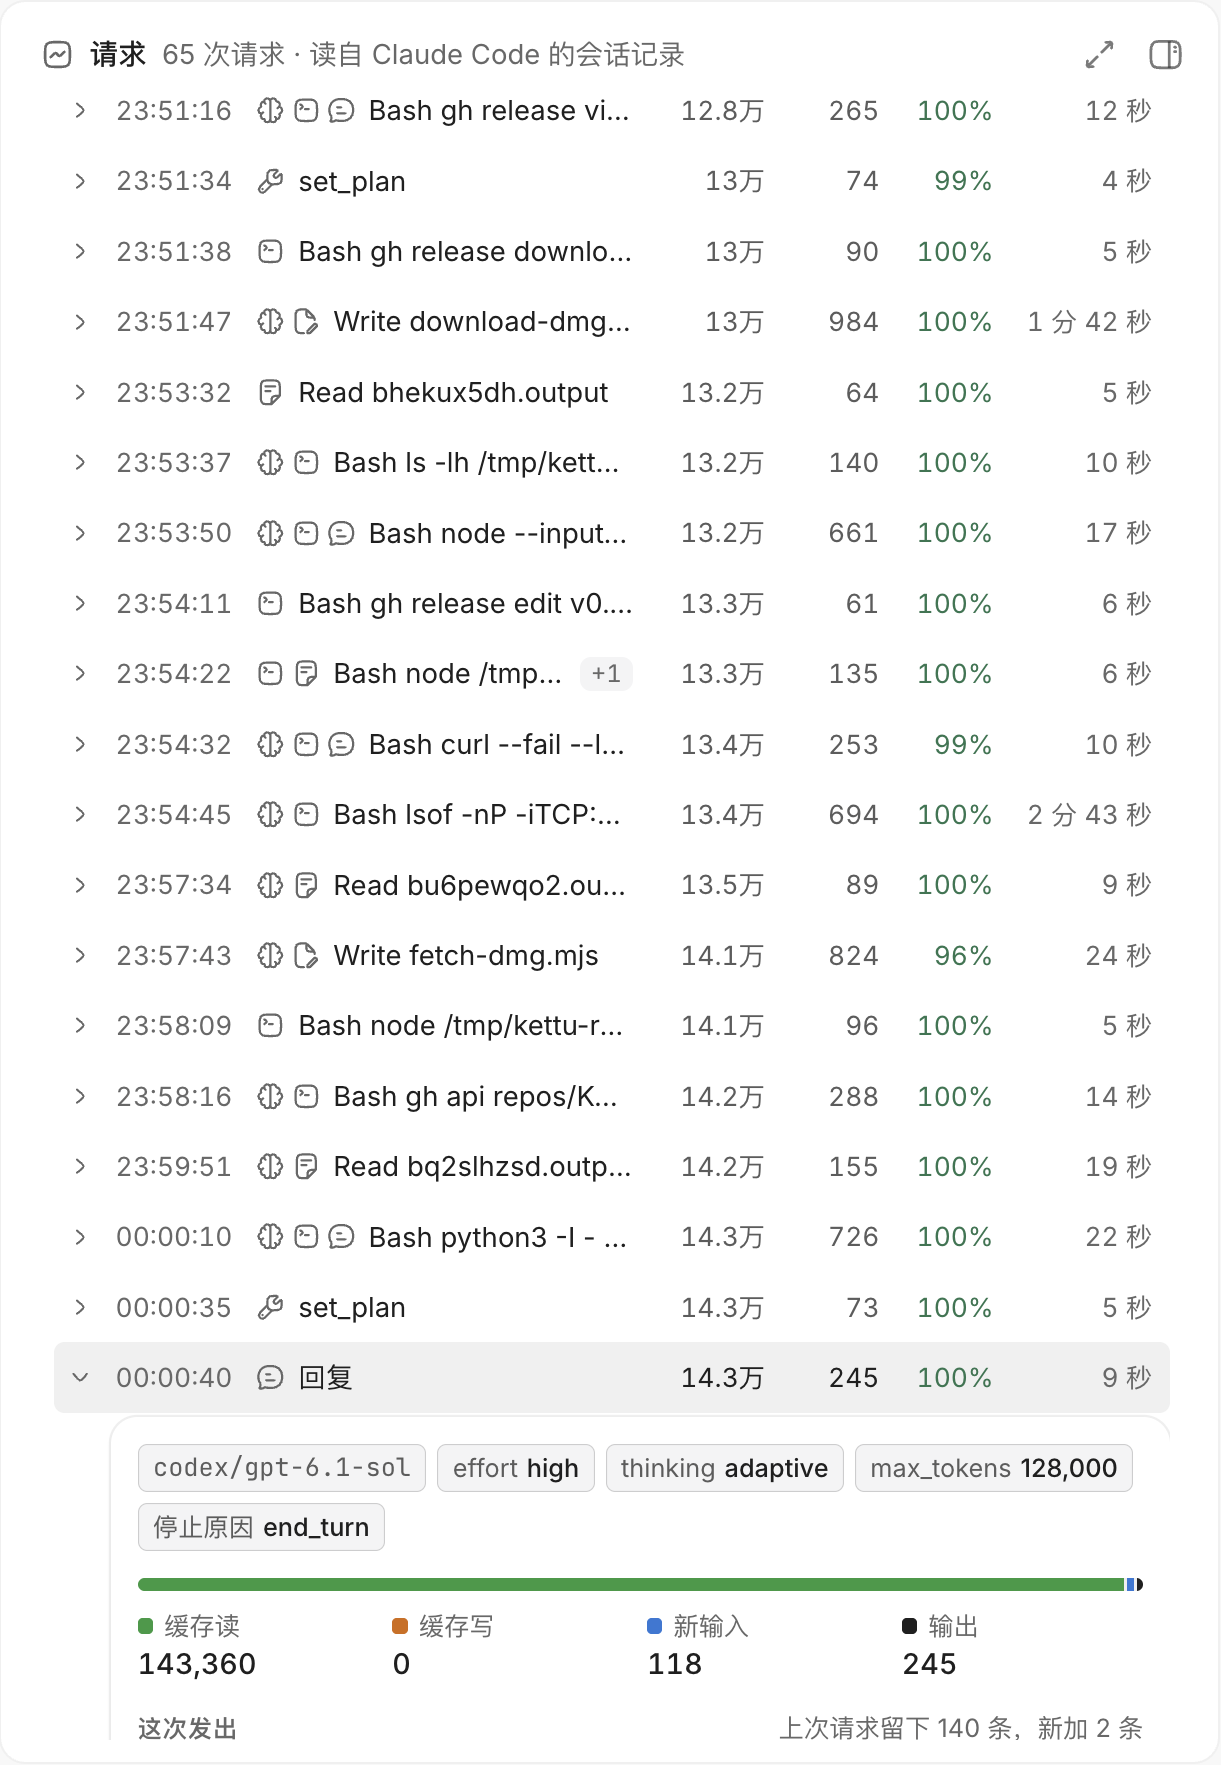 请求 65 次请求 · 读自 Claude Code 的会话记录
23:51:16 Bash gh release vi... 12.8万 265 100% 12 秒
23:51:34 set_plan 13万 74 99% 4 秒
23:51:38 Bash gh release downlo... 13万 90 100% 5 秒
23:51:47 Write download-dmg... 13万 984 100% 1 分 42 秒
23:53:32 Read bhekux5dh.output 13.2万 64 100% 5 秒
23:53:37 Bash ls -lh /tmp/kett... 13.2万 140 100% 10 秒
23:53:50 Bash node --input... 13.2万 661 100% 17 秒
23:54:11 Bash gh release edit v0.... 13.3万 61 100% 6 秒
23:54:22 Bash node /tmp... +1 13.3万 135 100% 6 秒
23:54:32 Bash curl --fail --l... 13.4万 253 99% 10 秒
23:54:45 Bash lsof -nP -iTCP:... 13.4万 694 100% 2 分 43 秒
23:57:34 Read bu6pewqo2.ou... 13.5万 89 100% 9 秒
23:57:43 Write fetch-dmg.mjs 14.1万 824 96% 24 秒
23:58:09 Bash node /tmp/kettu-r... 14.1万 96 100% 5 秒
23:58:16 Bash gh api repos/K... 14.2万 288 100% 14 秒
23:59:51 Read bq2slhzsd.outp... 14.2万 155 100% 19 秒
00:00:10 Bash python3 -I - ... 14.3万 726 100% 22 秒
00:00:35 set_plan 14.3万 73 100% 5 秒
00:00:40 回复 14.3万 245 100% 9 秒
codex/gpt-6.1-sol effort high thinking adaptive max_tokens 128,000
停止原因 end_turn
缓存读 缓存写 新输入 输出
143,360 0 118 245
这次发出 上次请求留下 140 条，新加 2 条